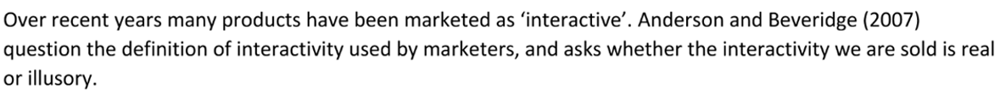 Over recent years many products have been marketed as ‘interactive’. Anderson and Beveridge (2007)
question the definition of interactivity used by marketers, and asks whether the interactivity we are sold is real
or illusory.